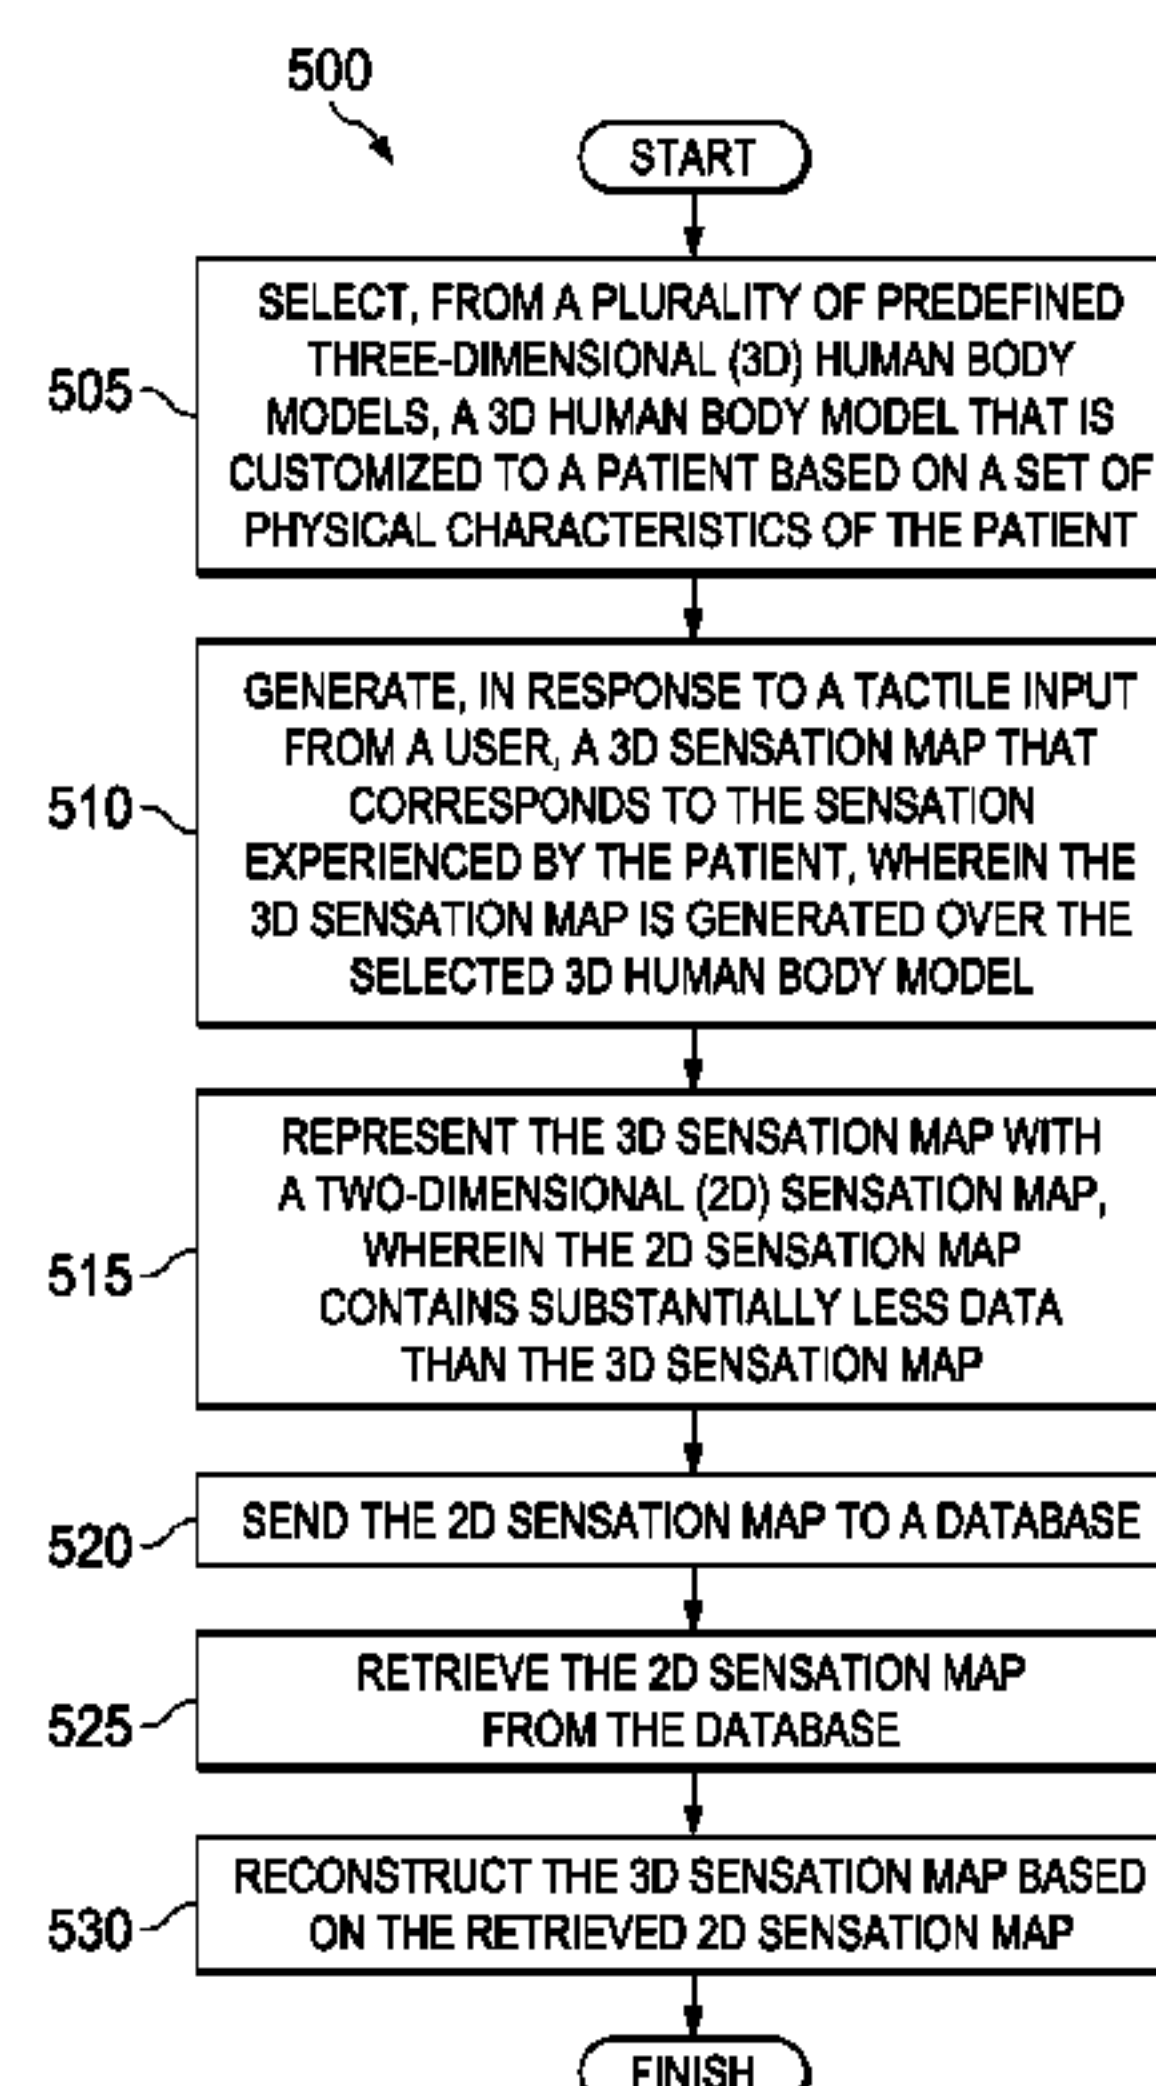 500
START
505
SELECT, FROM A PLURALITY OF PREDEFINED
THREE-DIMENSIONAL (3D) HUMAN BODY
MODELS, A 3D HUMAN BODY MODEL THAT IS
CUSTOMIZED TO A PATIENT BASED ON A SET OF
PHYSICAL CHARACTERISTICS OF THE PATIENT
510
GENERATE, IN RESPONSE TO A TACTILE INPUT
FROM A USER, A 3D SENSATION MAP THAT
CORRESPONDS TO THE SENSATION
EXPERIENCED BY THE PATIENT, WHEREIN THE
3D SENSATION MAP IS GENERATED OVER THE
SELECTED 3D HUMAN BODY MODEL
515
REPRESENT THE 3D SENSATION MAP WITH
A TWO-DIMENSIONAL (2D) SENSATION MAP,
WHEREIN THE 2D SENSATION MAP
CONTAINS SUBSTANTIALLY LESS DATA
THAN THE 3D SENSATION MAP
520
SEND THE 2D SENSATION MAP TO A DATABASE
525
RETRIEVE THE 2D SENSATION MAP
FROM THE DATABASE
530
RECONSTRUCT THE 3D SENSATION MAP BASED
ON THE RETRIEVED 2D SENSATION MAP
FINISH